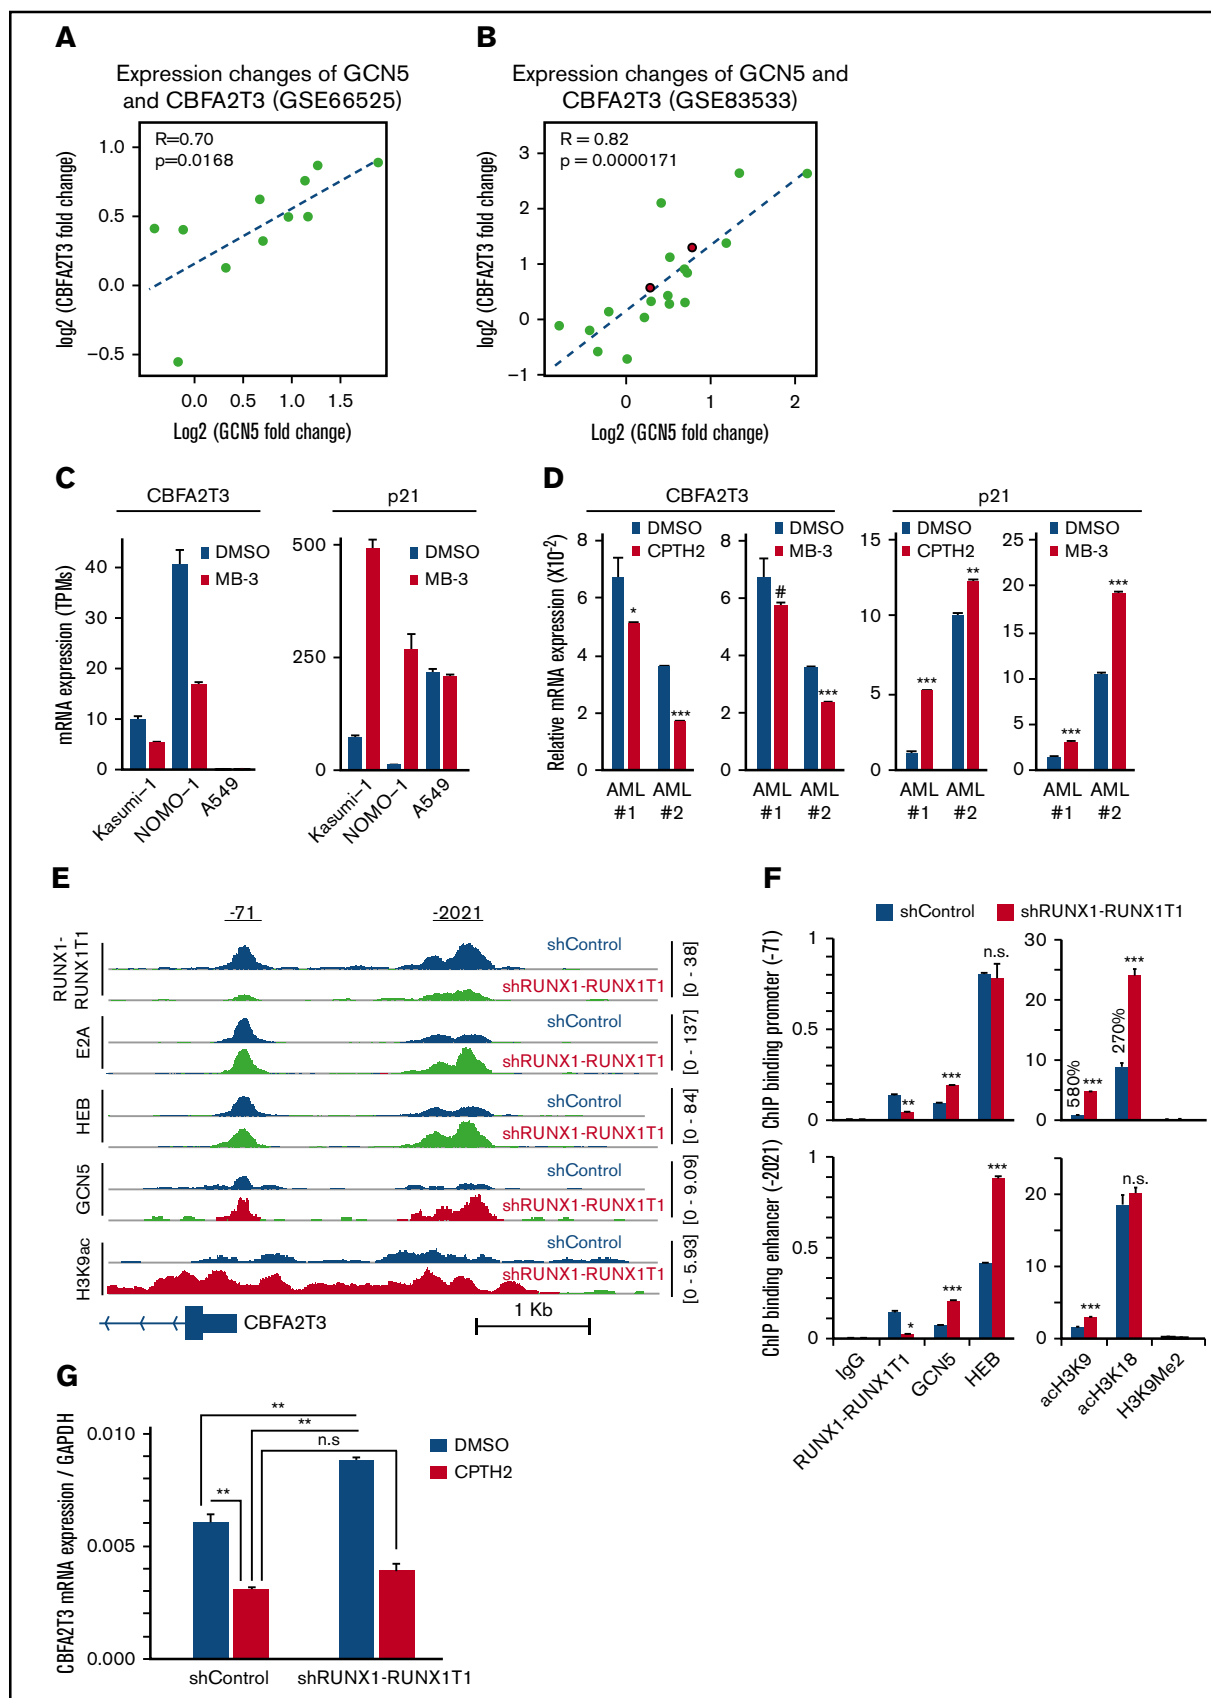 A
Expression changes of GCN5
and CBFA2T3 (GSE66525)
R=0.70
p=0.0168
1.0
0.5
0.0
−0.5
log2 (CBFA2T3 fold change)
0.0 0.5 1.0 1.5
Log2 (GCN5 fold change)
B
Expression changes of GCN5 and
CBFA2T3 (GSE83533)
R = 0.82
p = 0.0000171
3
2
1
0
−1
log2 (CBFA2T3 fold change)
0 1 2
Log2 (GCN5 fold change)
C
CBFA2T3
DMSO
MB-3
mRNA expression (TPMs)
40
30
20
10
0
Kasumi−1 NOMO−1 A549
p21
DMSO
MB-3
500
250
0
Kasumi−1 NOMO−1 A549
D
CBFA2T3
Relative mRNA expression (X10-2)
DMSO
CPTH2
8
6
4
2
0
*
***
AML AML
#1 #2
DMSO
MB-3
8
6
4
2
0
#
***
AML AML
#1 #2
p21
DMSO
CPTH2
15
10
5
0
***
**
AML AML
#1 #2
DMSO
MB-3
25
20
15
10
5
0
***
***
AML AML
#1 #2
E
-71 -2021
RUNX1-
RUNX1T1
shControl
shRUNX1-RUNX1T1
[0 - 38]
E2A
shControl
shRUNX1-RUNX1T1
[0 - 137]
HEB
shControl
shRUNX1-RUNX1T1
[0 - 84]
GCN5
shControl
shRUNX1-RUNX1T1
[0 - 9.09]
H3K9ac
shControl
shRUNX1-RUNX1T1
[0 - 5.93]
CBFA2T3
1 Kb
F
shControl shRUNX1-RUNX1T1
ChIP binding promoter (-71)
1
0.5
0
**
***
n.s.
30
20
10
0
580%
***
270%
***
ChIP binding enhancer (-2021)
1
0.5
0
*
***
***
IgG RUNX1-RUNX1T1 GCN5 HEB
20
10
0
***
n.s.
acH3K9 acH3K18 H3K9Me2
G
CBFA2T3 mRNA expression / GAPDH
0.010
0.005
0.000
**
**
n.s
**
DMSO
CPTH2
shControl shRUNX1-RUNX1T1